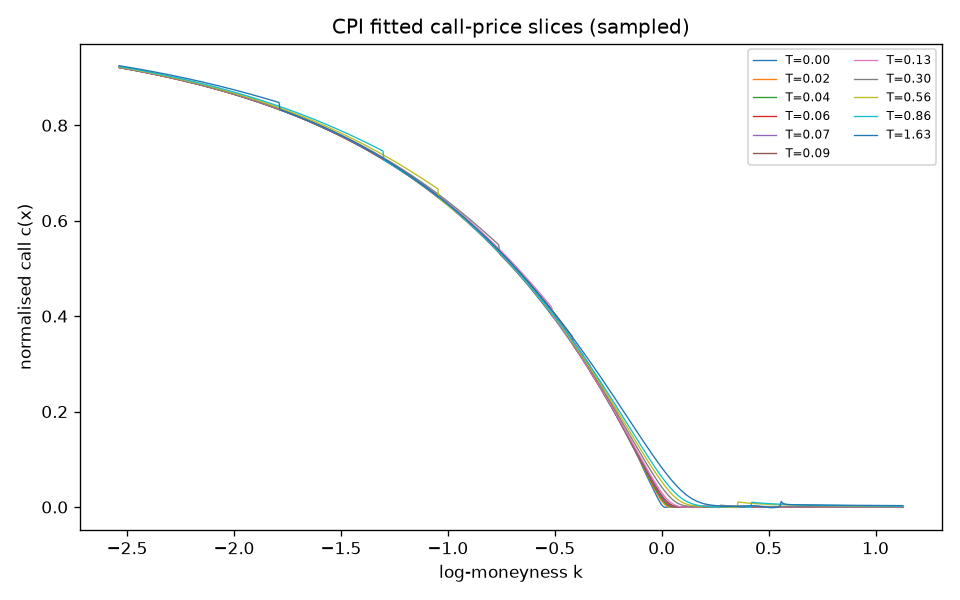 CPI fitted call-price slices (sampled)
normalised call c(x)
0.8
0.6
0.4
0.2
0.0
T=0.00
T=0.02
T=0.04
T=0.06
T=0.07
T=0.09
T=0.13
T=0.30
T=0.56
T=0.86
T=1.63
−2.5 −2.0 −1.5 −1.0 −0.5 0.0 0.5 1.0
log-moneyness k